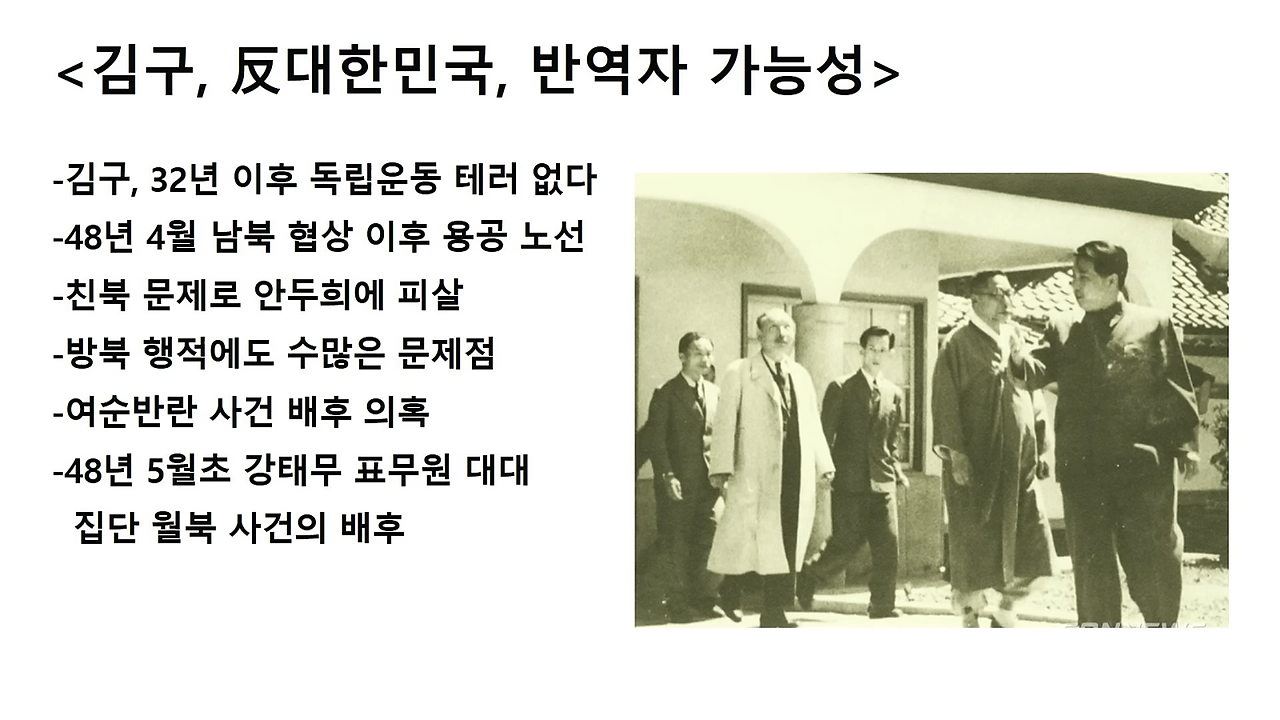 <김구, 反대한민국, 반역자 가능성>
-김구, 32년 이후 독립운동 테러 없다
-48년 4월 남북 협상 이후 용공 노선
-친북 문제로 안두희에 피살
-방북 행적에도 수많은 문제점
-여순반란 사건 배후 의혹
-48년 5월초 강태무 표무원 대대
집단 월북 사건의 배후